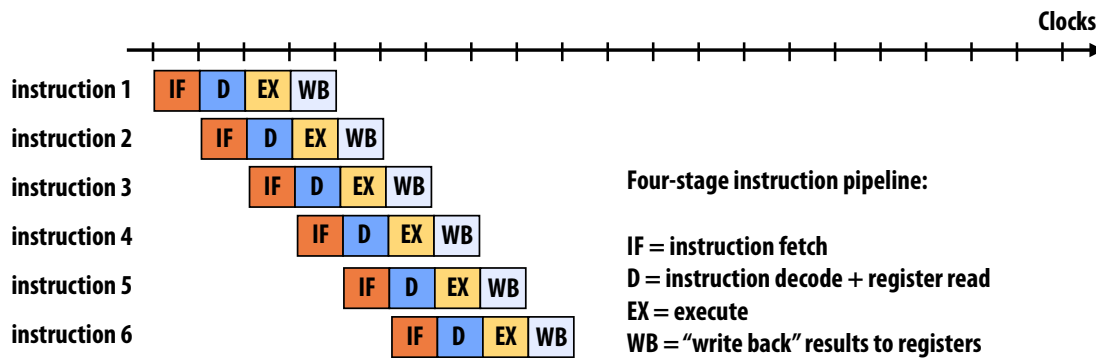 Clocks
instruction 1 IF D EX WB
instruction 2 IF D EX WB
instruction 3 IF D EX WB
instruction 4 IF D EX WB
instruction 5 IF D EX WB
instruction 6 IF D EX WB
Four-stage instruction pipeline:
IF = instruction fetch
D = instruction decode + register read
EX = execute
WB = “write back” results to registers